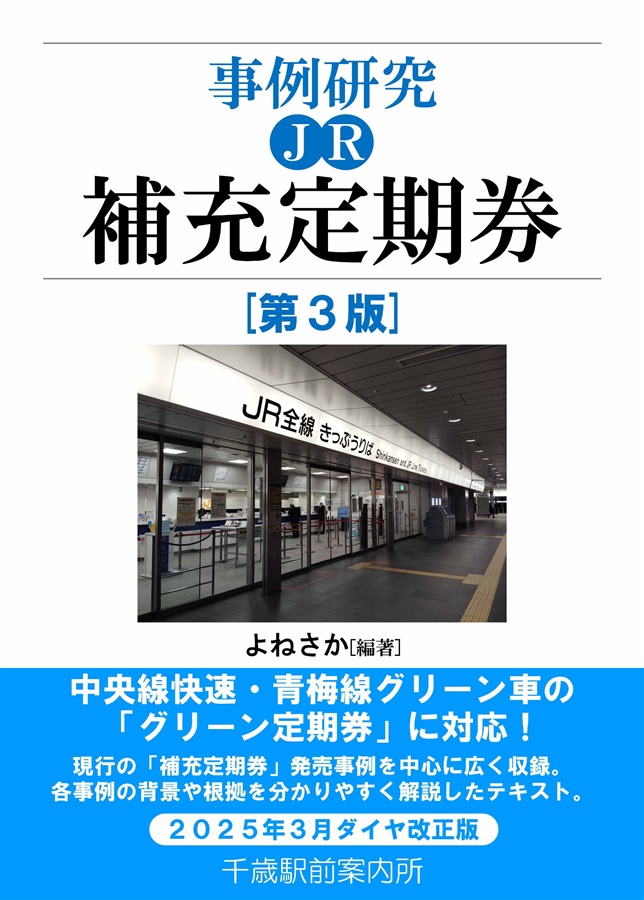 事例研究
JR
補充定期券
[第3版]
JR全線 きっぷうりば Shinkansen and JR Line Tickets
よねさか[編著]
中央線快速・青梅線グリーン車の
「グリーン定期券」に対応！
現行の「補充定期券」発売事例を中心に広く収録。
各事例の背景や根拠を分かりやすく解説したテキスト。
２０２５年３月ダイヤ改正版
千歳駅前案内所